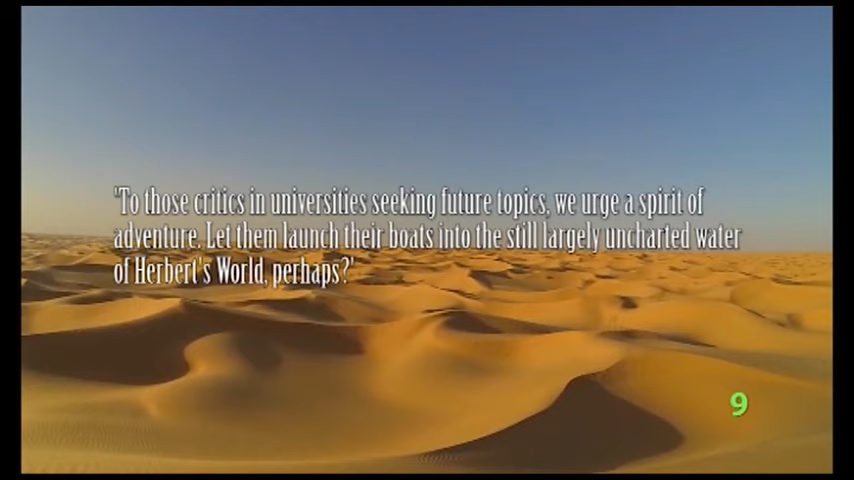 'To those critics in universities seeking future topics, we urge a spirit of
adventure. Let them launch their boats into the still largely uncharted water
of Herbert's World, perhaps?'
9